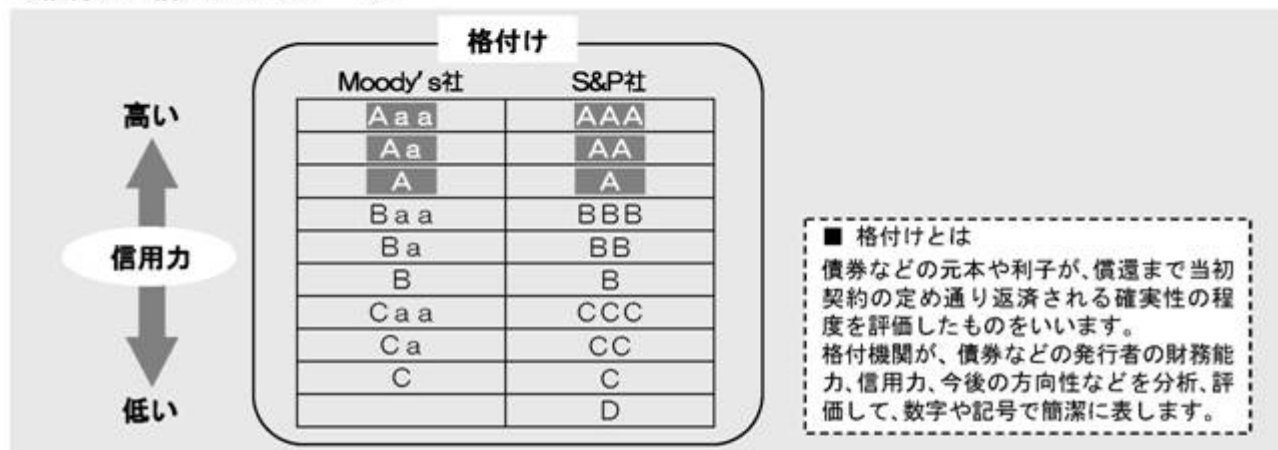 格付け
Moody's社 S&P社
高い
Aaa AAA
Aa AA
A A
Baa BBB
Ba BB
信用力
B B
Caa CCC
Ca CC
C C
低い
D
■ 格付けとは
債券などの元本や利子が、償還まで当初
契約の定め通り返済される確実性の程
度を評価したものをいいます。
格付機関が、債券などの発行者の財務能
力、信用力、今後の方向性などを分析、評
価して、数字や記号で簡潔に表します。